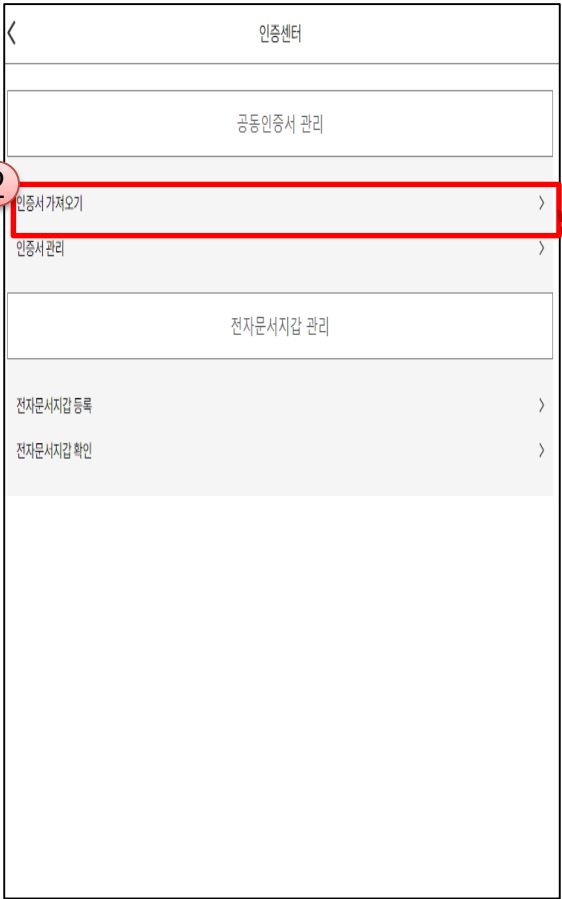 인증센터
공동인증서 관리
2
인증서 가져오기
인증서 관리
전자문서지갑 관리
전자문서지갑 등록
전자문서지갑 확인